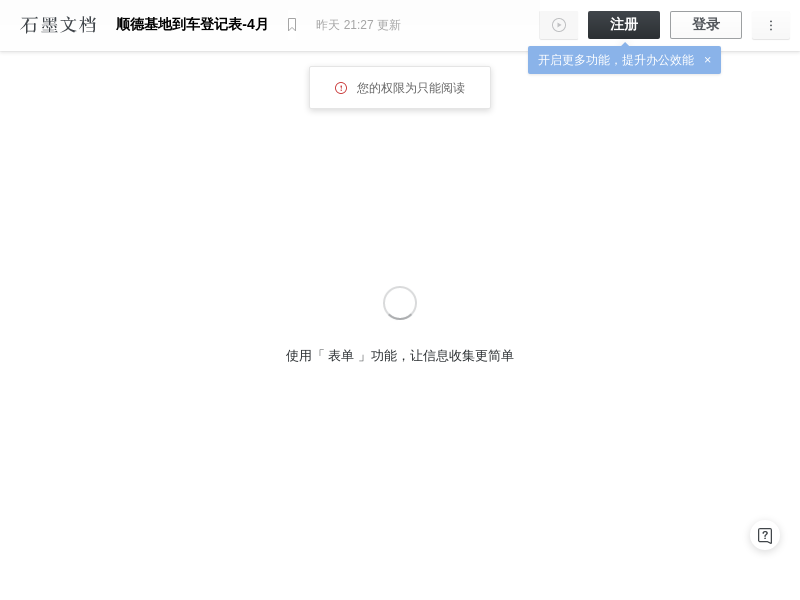 石墨文档 顺德基地到车登记表-4月 昨天 21:27 更新 注册 登录
开启更多功能，提升办公效能 ×
您的权限为只能阅读
使用「 表单 」功能，让信息收集更简单